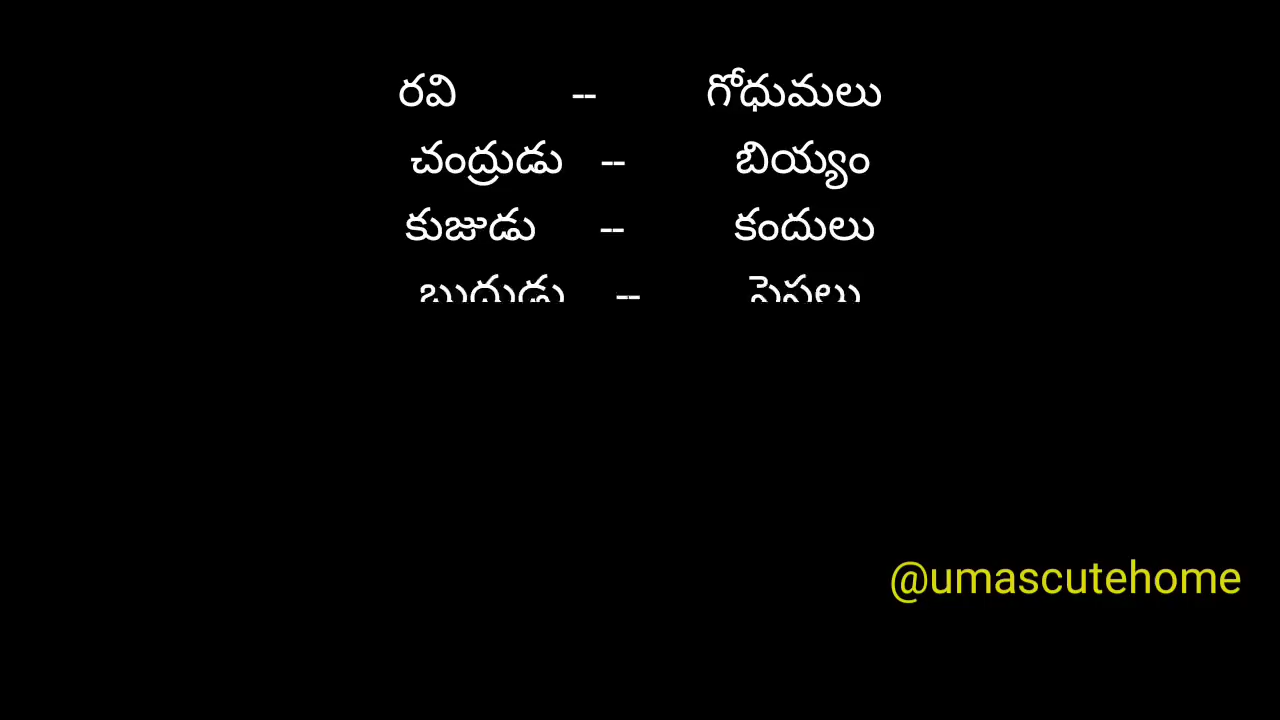 రవి -- గోధుమలు
చంద్రుడు -- బియ్యం
కుజుడు -- కందులు
--
@umascutehome